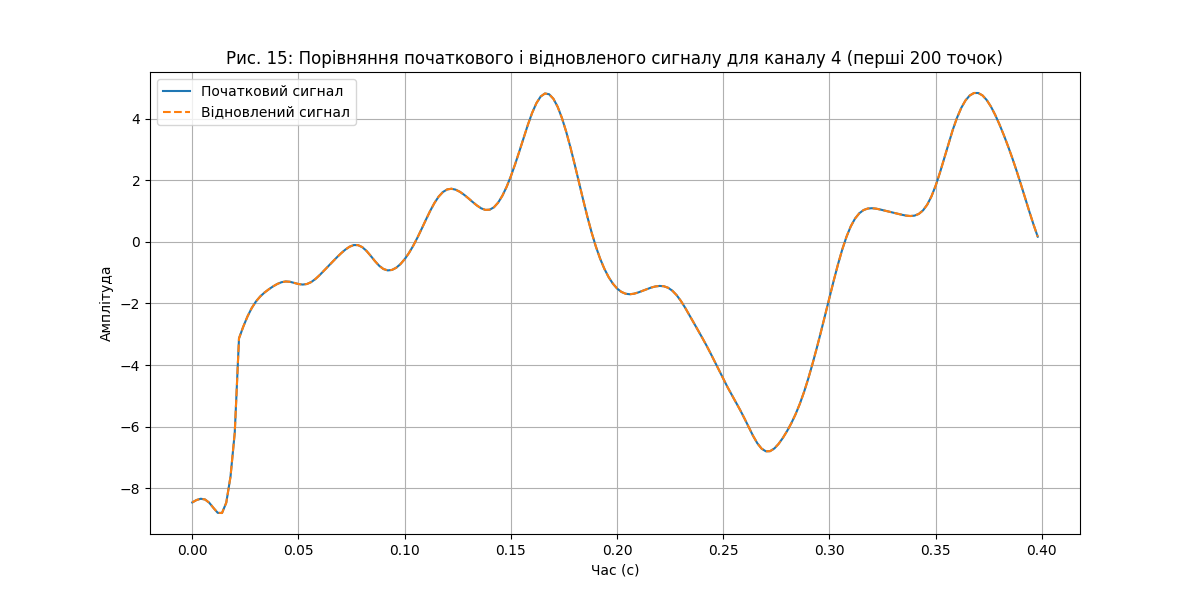 Рис. 15: Порівняння початкового і відновленого сигналу для каналу 4 (перші 200 точок)
Початковий сигнал
Відновлений сигнал
4
2
0
−2
−4
−6
−8
Амплітуда
0.00 0.05 0.10 0.15 0.20 0.25 0.30 0.35 0.40
Час (с)